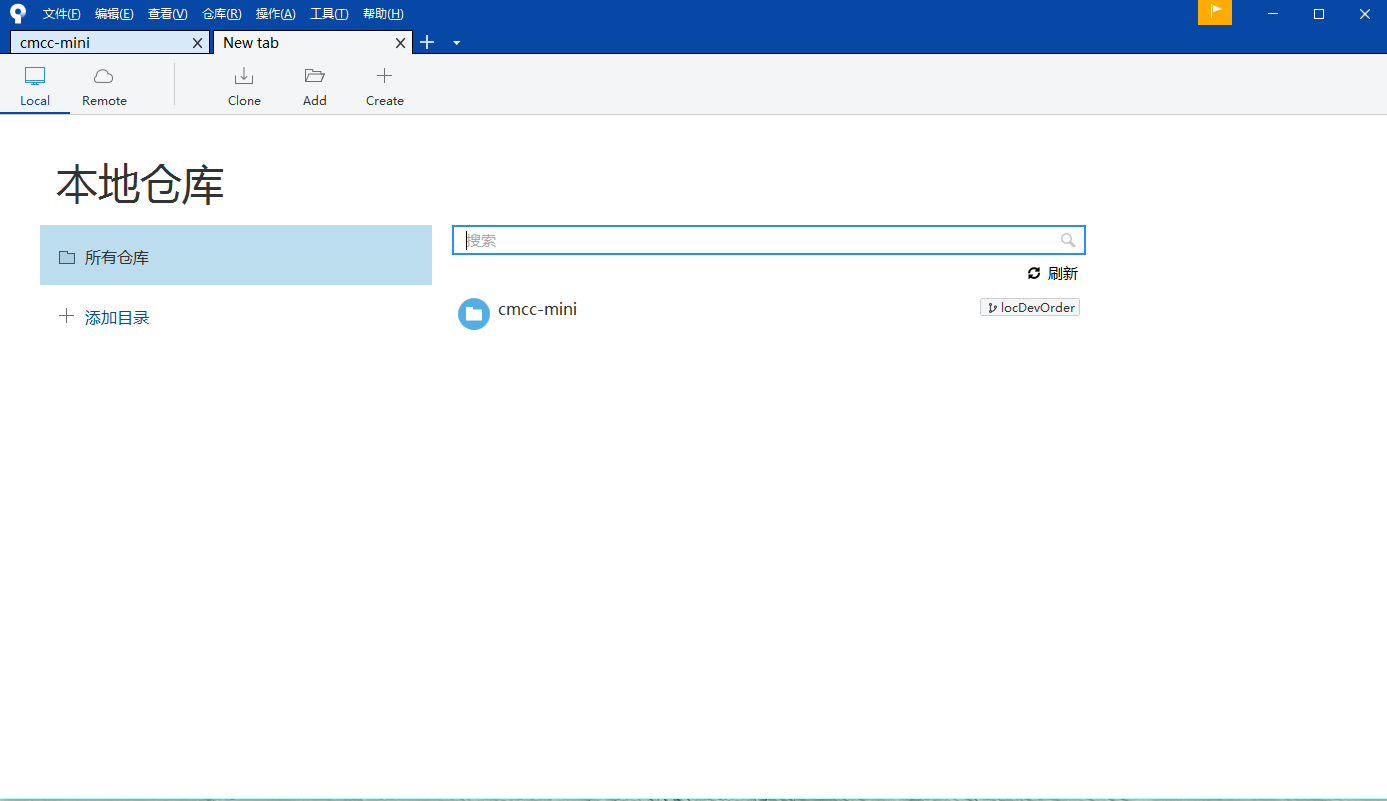 文件(F) 编辑(E) 查看(V) 仓库(R) 操作(A) 工具(T) 帮助(H)
cmcc-mini New tab
Local Remote Clone Add Create
本地仓库
所有仓库
添加目录
搜索
刷新
cmcc-mini locDevOrder